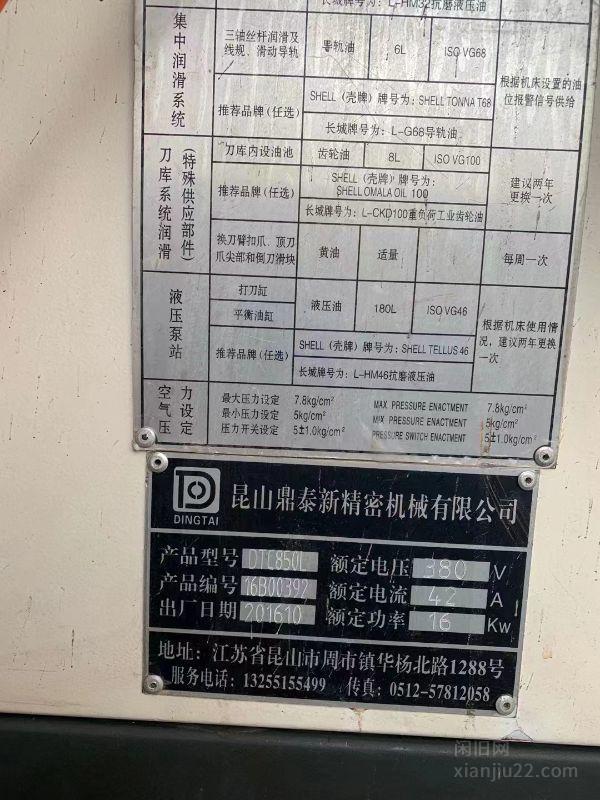 长城牌号为：L-HM32抗磨液压油
集中润滑系统
三轴丝杆润滑及线规、滑动导轨
导轨油
6L
ISO VG68
推荐品牌（任选）
SHELL（壳牌）牌号为：SHELL TONNA T68
长城牌号为：L-G68导轨油
根据机床设置的油位报警信号供给
刀库系统润滑（特殊供应部件）
刀库内设油池
齿轮油
8L
ISO VG100
推荐品牌（任选）
SHELL（壳牌）牌号为：
SHELL OMALA OIL 100
长城牌号为：L-CKD100重负荷工业齿轮油
建议两年更换一次
换刀臂扣爪、顶刀爪尖部和倒刀滑块
黄油
适量
每周一次
液压泵站
打刀缸
平衡油缸
液压油
180L
ISO VG46
推荐品牌（任选）
SHELL（壳牌）牌号为：SHELL TELLUS 46
长城牌号为：L-HM46抗磨液压油
根据机床使用情况，建议两年更换一次
空气压力设定
最大压力设定 7.8kg/cm² MAX PRESSURE ENACTMENT 7.8kg/cm²
最小压力设定 5kg/cm² MIX PRESSURE ENACTMENT 5kg/cm²
压力开关设定 5±1.0kg/cm² PRESSURE SWITCH ENACTMENT 5±1.0kg/cm²
DINGTAI
昆山鼎泰新精密机械有限公司
产品型号 DTC850L 额定电压 380 V
产品编号 16B00392 额定电流 42 A
出厂日期 201610 额定功率 16 Kw
地址：江苏省昆山市周市镇华杨北路1288号
服务电话：13255155499 传真：0512-57812058
闲旧网
xianjiu22.com